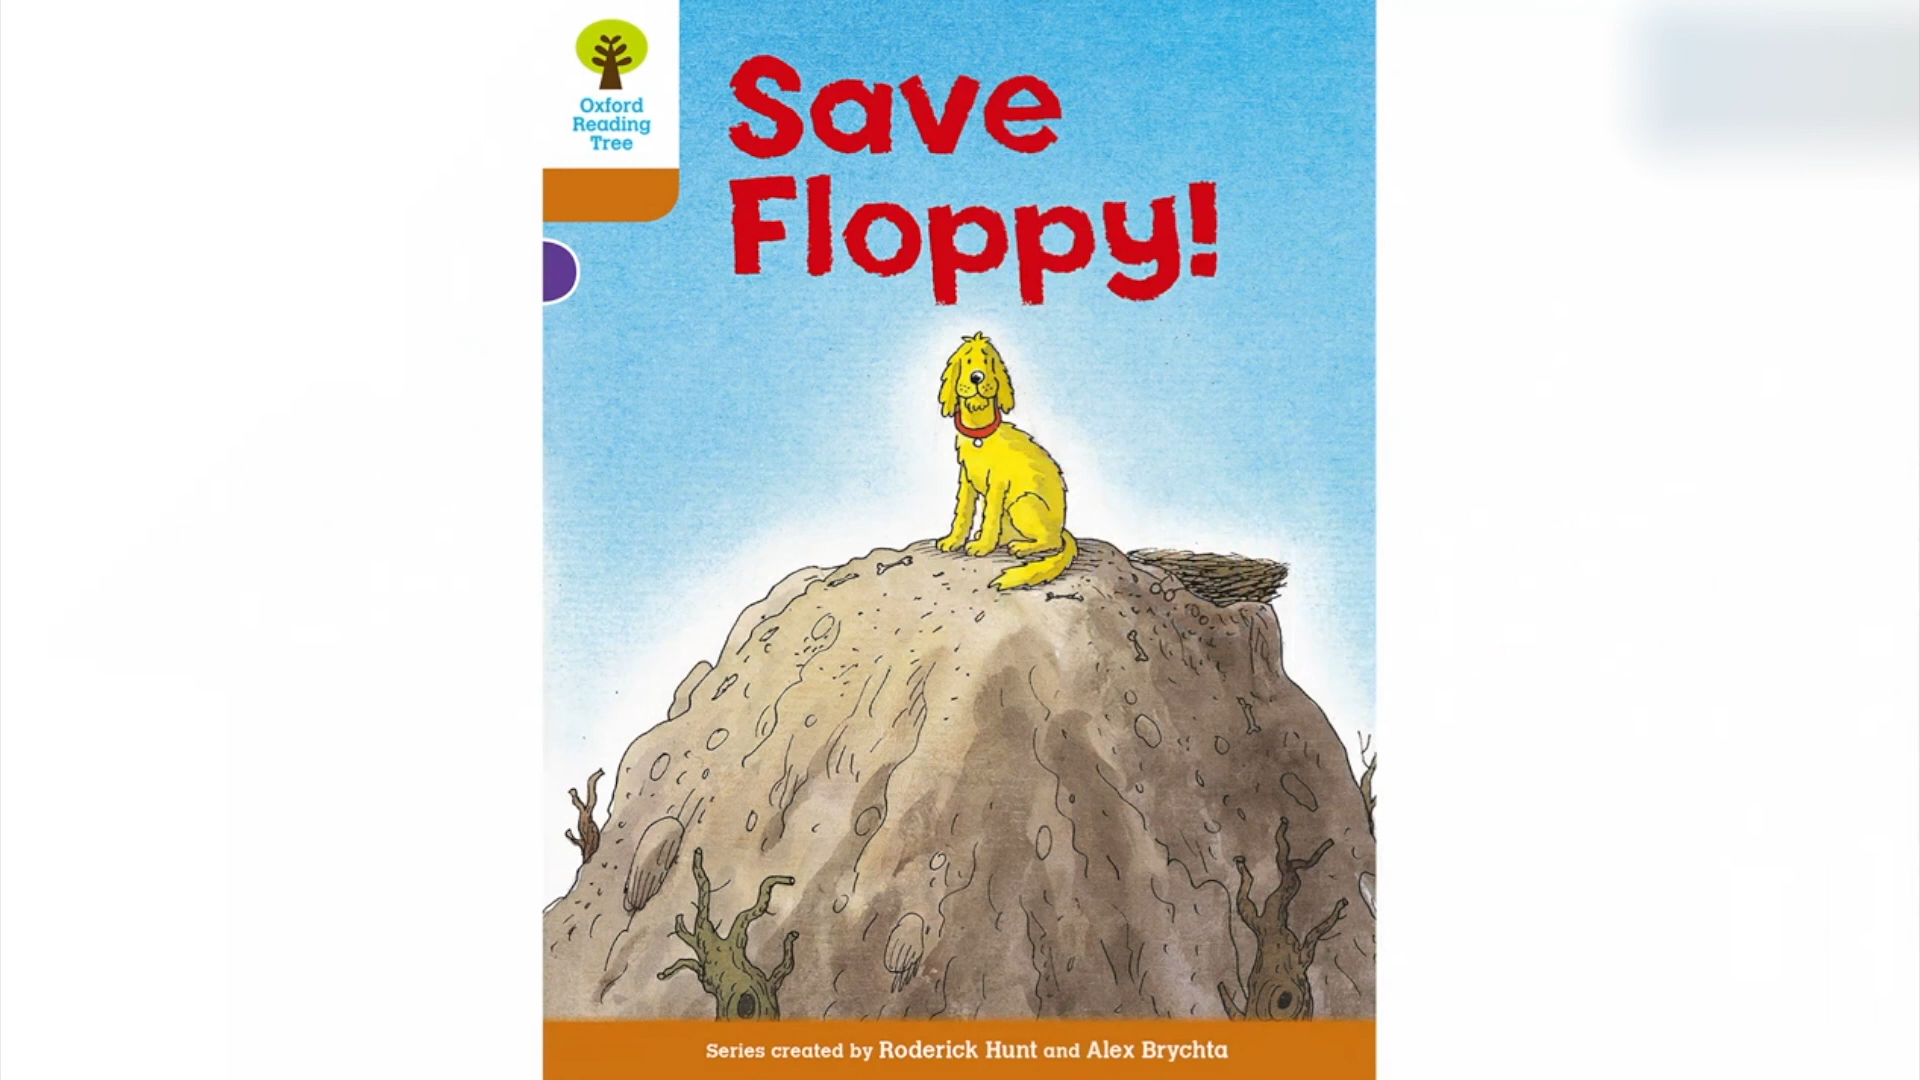 Oxford
Reading
Tree
Save
Floppy!
Series created by Roderick Hunt and Alex Brychta